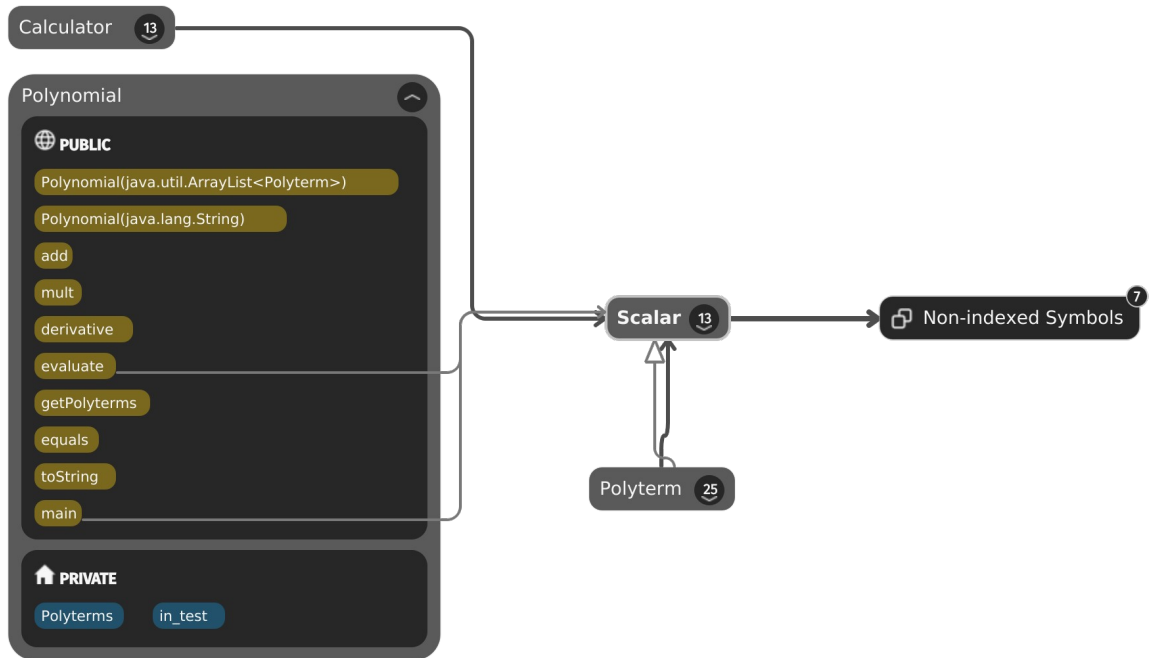 Calculator 13
Polynomial
PUBLIC
Polynomial(java.util.ArrayList<Polyterm>)
Polynomial(java.lang.String)
add
mult
derivative
evaluate
getPolyterms
equals
toString
main
PRIVATE
Polyterms in_test
Scalar 13
Polyterm 25
Non-indexed Symbols 7